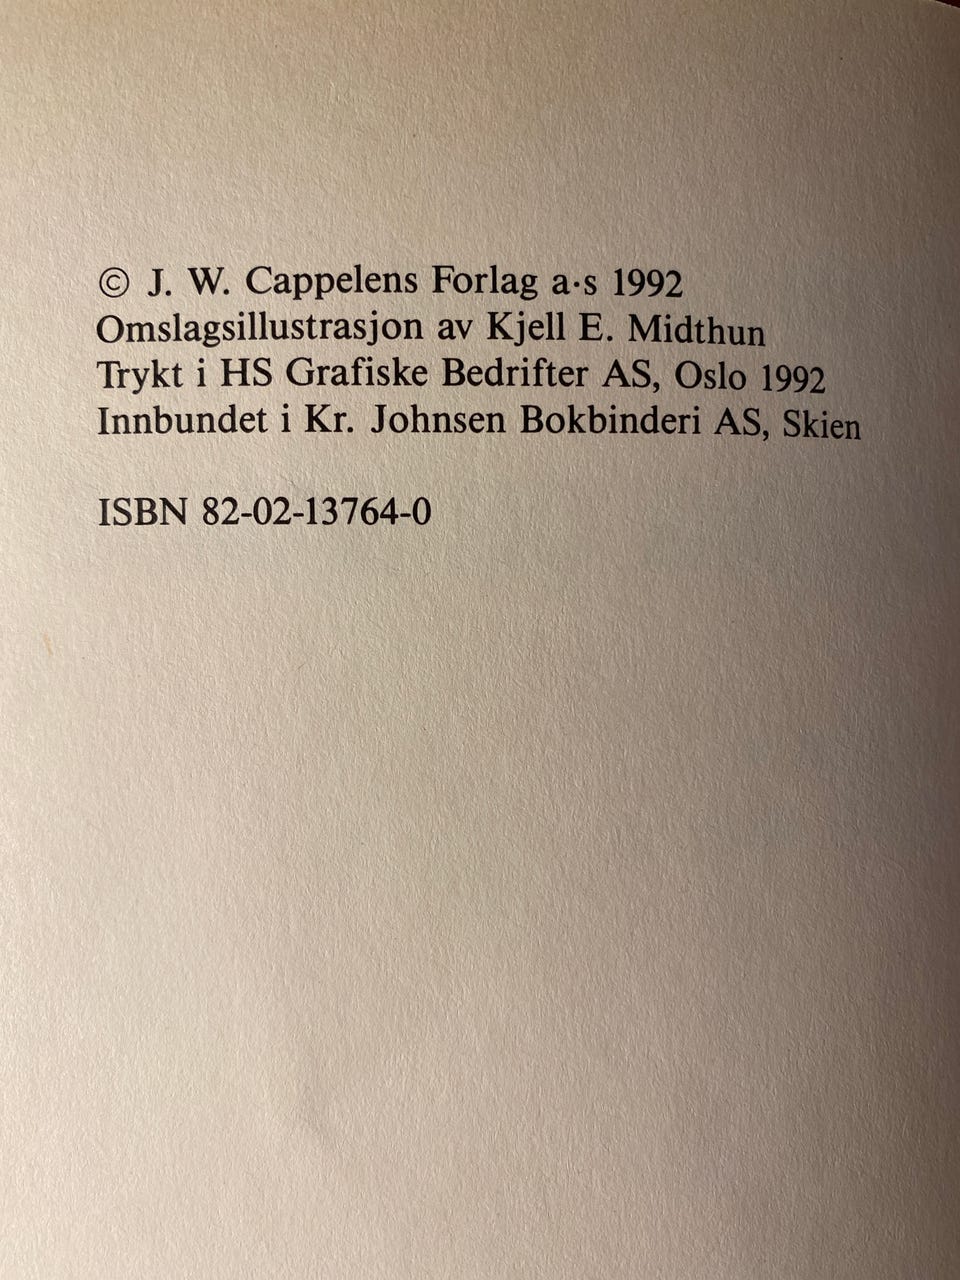 © J. W. Cappelens Forlag a·s 1992
Omslagsillustrasjon av Kjell E. Midthun
Trykt i HS Grafiske Bedrifter AS, Oslo 1992
Innbundet i Kr. Johnsen Bokbinderi AS, Skien
ISBN 82-02-13764-0